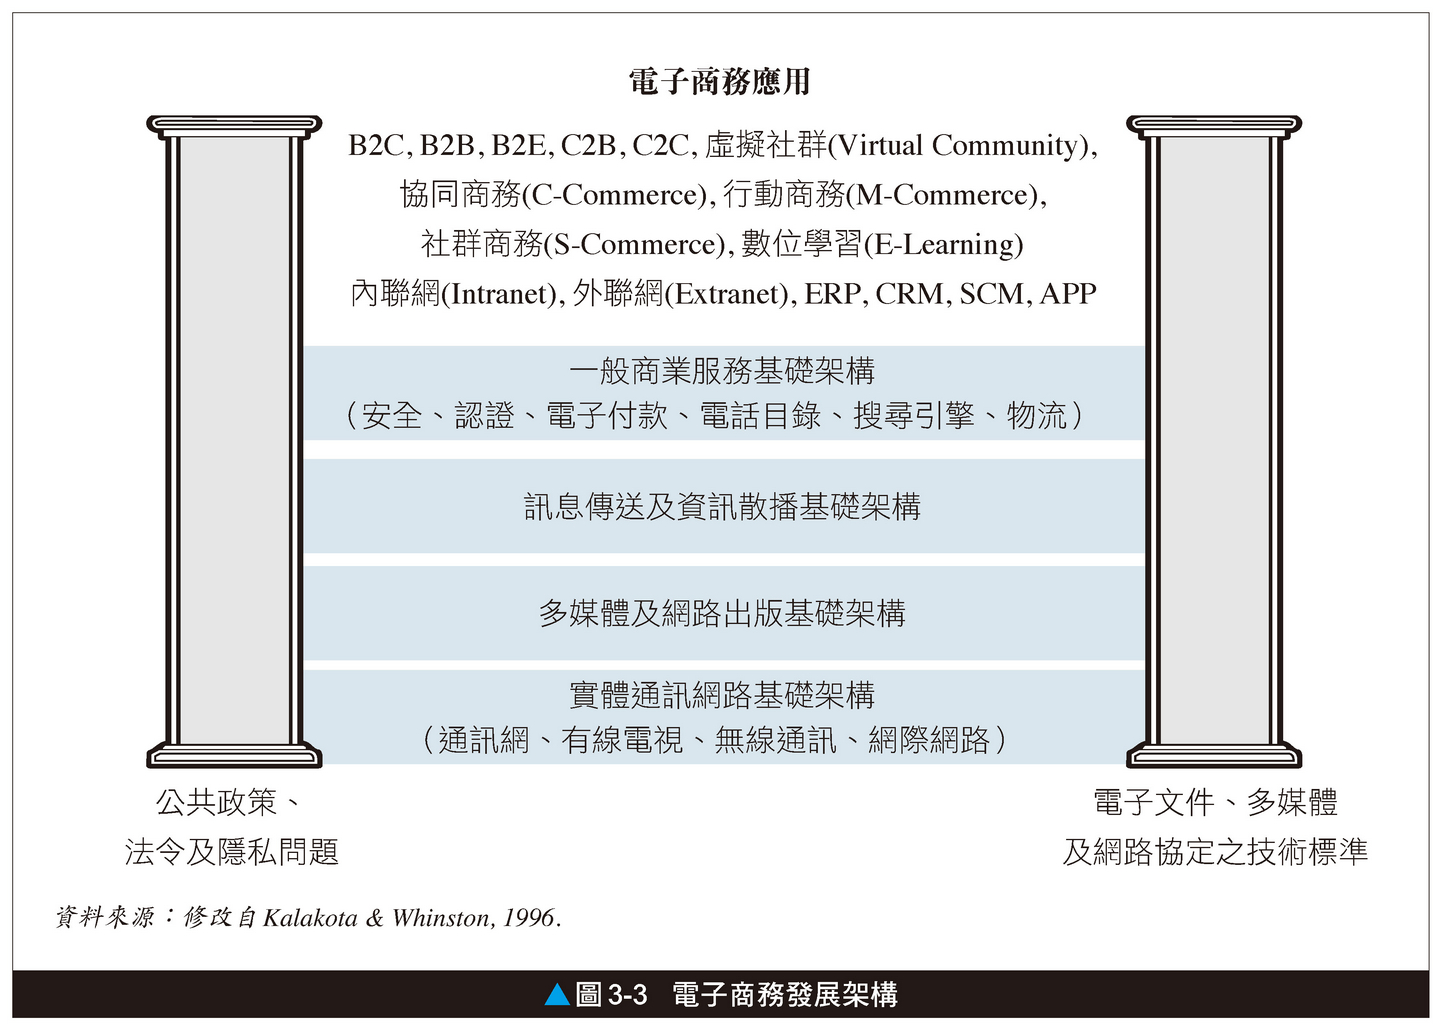 電子商務應用
B2C, B2B, B2E, C2B, C2C, 虛擬社群(Virtual Community),
協同商務(C-Commerce), 行動商務(M-Commerce),
社群商務(S-Commerce), 數位學習(E-Learning)
內聯網(Intranet), 外聯網(Extranet), ERP, CRM, SCM, APP
一般商業服務基礎架構
（安全、認證、電子付款、電話目錄、搜尋引擎、物流）
訊息傳送及資訊散播基礎架構
多媒體及網路出版基礎架構
實體通訊網路基礎架構
（通訊網、有線電視、無線通訊、網際網路）
公共政策、
法令及隱私問題
電子文件、多媒體
及網路協定之技術標準
資料來源：修改自 Kalakota & Whinston, 1996.
▲圖 3-3 電子商務發展架構